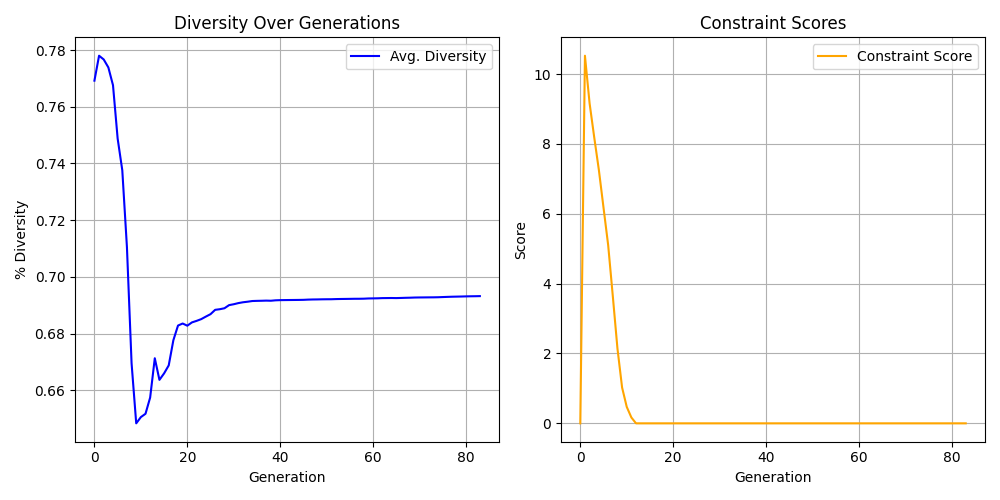 Diversity Over Generations
Avg. Diversity
% Diversity
0.78
0.76
0.74
0.72
0.70
0.68
0.66
0 20 40 60 80
Generation
Constraint Scores
Constraint Score
Score
10
8
6
4
2
0
0 20 40 60 80
Generation